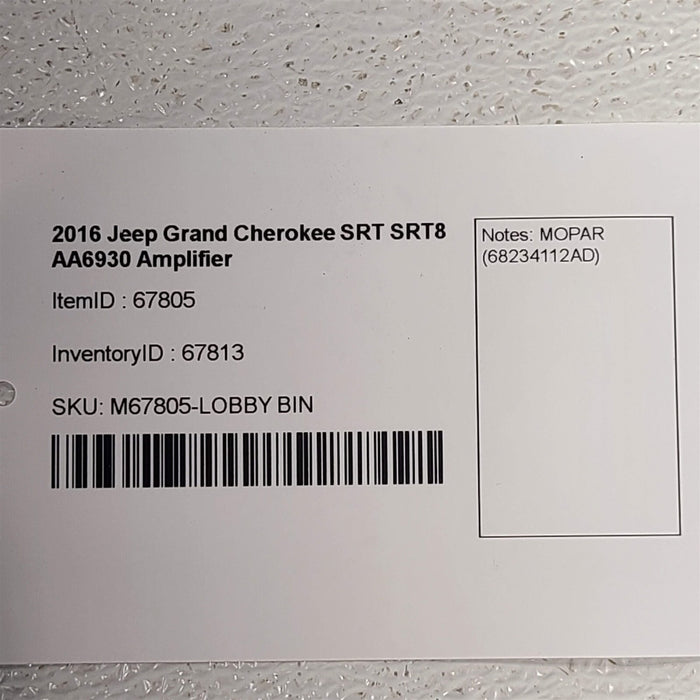 2016 Jeep Grand Cherokee SRT SRT8
AA6930 Amplifier
ItemID : 67805
InventoryID : 67813
SKU: M67805-LOBBY BIN
Notes: MOPAR
(68234112AD)